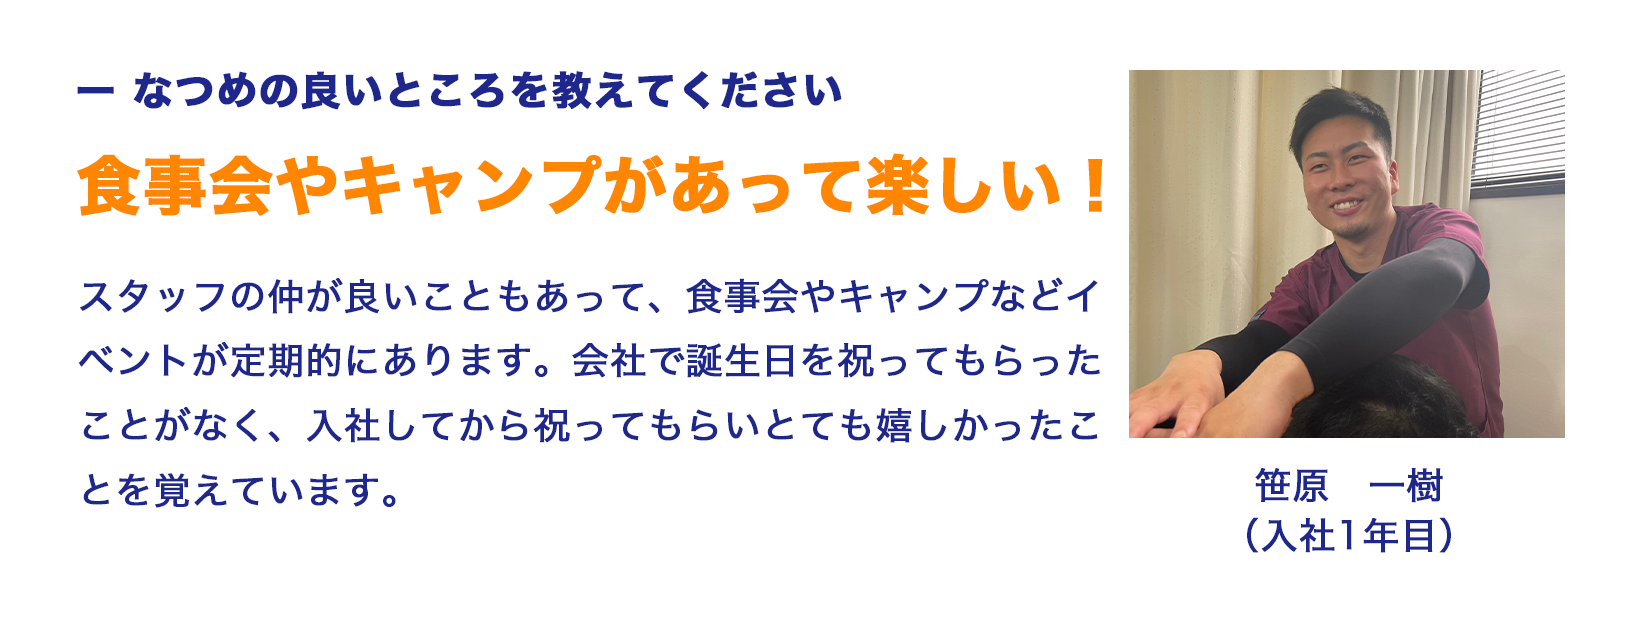 ー なつめの良いところを教えてください
食事会やキャンプがあって楽しい！
スタッフの仲が良いこともあって、食事会やキャンプなどイ
ベントが定期的にあります。会社で誕生日を祝ってもらった
ことがなく、入社してから祝ってもらいとても嬉しかったこ
とを覚えています。
笹原　一樹
（入社1年目）